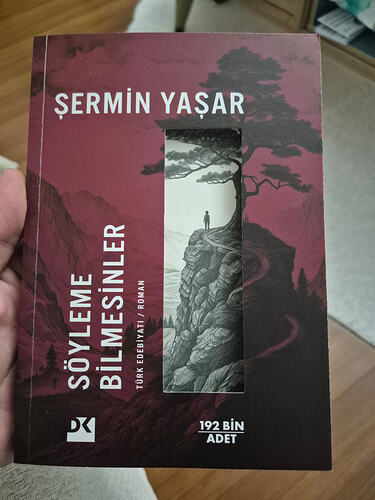 ŞERMİN YAŞAR
SÖYLEME
BİLMESİNLER
TÜRK EDEBİYATI / ROMAN
DK
192 BİN
ADET